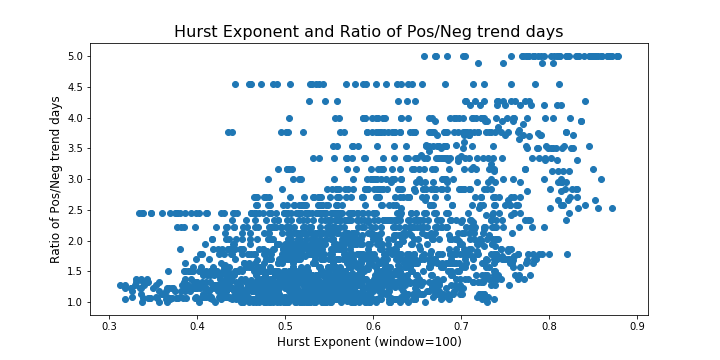 Hurst Exponent and Ratio of Pos/Neg trend days
Ratio of Pos/Neg trend days
5.0
4.5
4.0
3.5
3.0
2.5
2.0
1.5
1.0
0.3 0.4 0.5 0.6 0.7 0.8 0.9
Hurst Exponent (window=100)